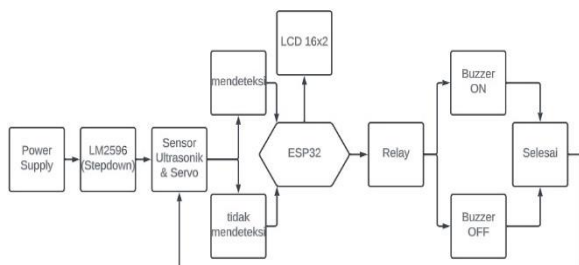 Power
Supply
LM2596
(Stepdown)
Sensor
Ultrasonik
& Servo
mendeteksi
tidak
mendeteksi
LCD 16x2
ESP32
Relay
Buzzer
ON
Buzzer
OFF
Selesai